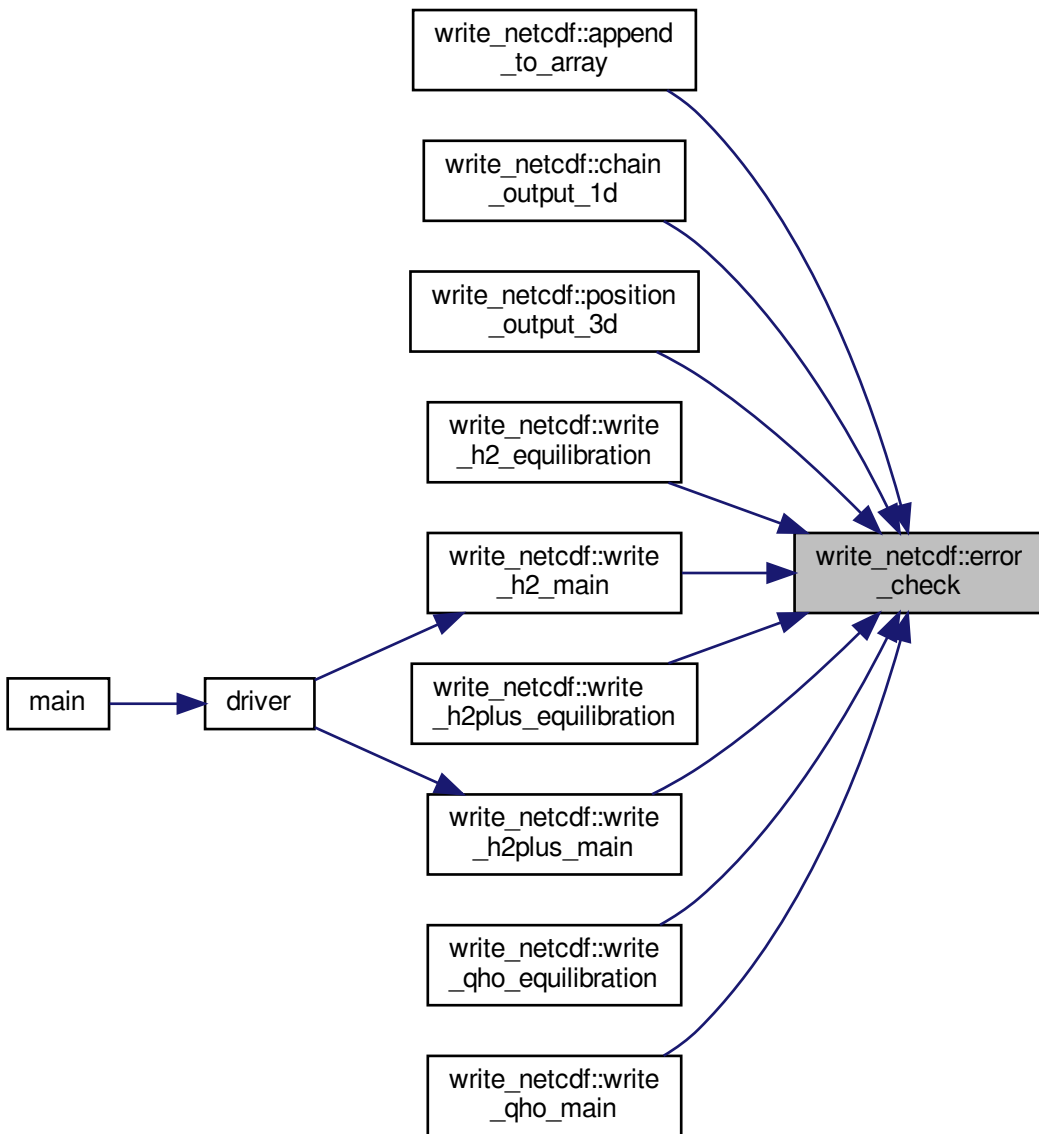 write_netcdf::append
_to_array
write_netcdf::chain
_output_1d
write_netcdf::position
_output_3d
write_netcdf::write
_h2_equilibration
write_netcdf::error
_check
write_netcdf::write
_h2_main
main
driver
write_netcdf::write
_h2plus_equilibration
write_netcdf::write
_h2plus_main
write_netcdf::write
_qho_equilibration
write_netcdf::write
_qho_main